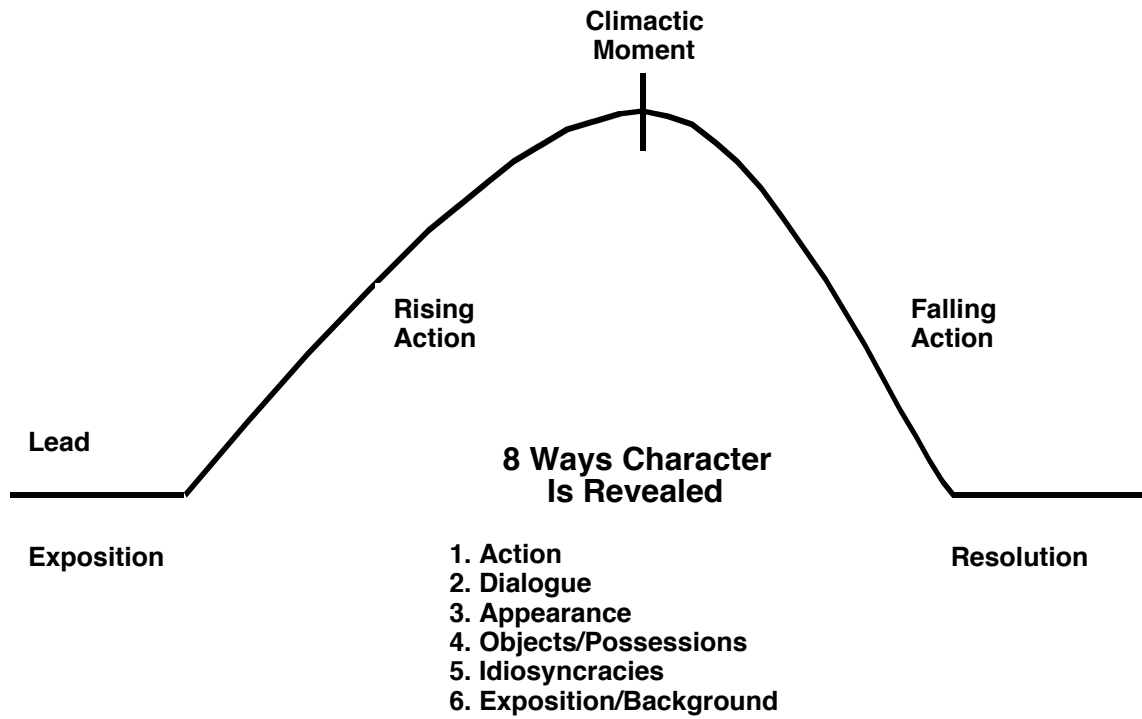 Climactic
Moment
Rising
Action
Falling
Action
Lead
8 Ways Character
Is Revealed
Exposition
Resolution
1. Action
2. Dialogue
3. Appearance
4. Objects/Possessions
5. Idiosyncracies
6. Exposition/Background